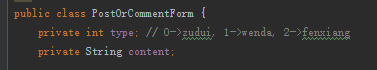 public class PostOrCommentForm {
private int type; // 0->zudui, 1->wenda, 2->fenxiang
private String content;